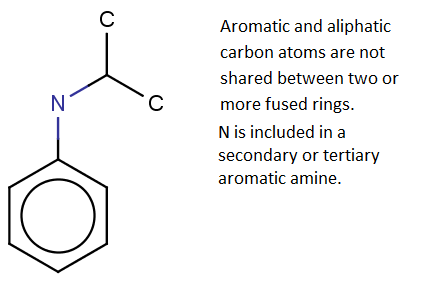 C
Aromatic and aliphatic
carbon atoms are not
shared between two or
more fused rings.
N
C
N is included in a
secondary or tertiary
aromatic amine.